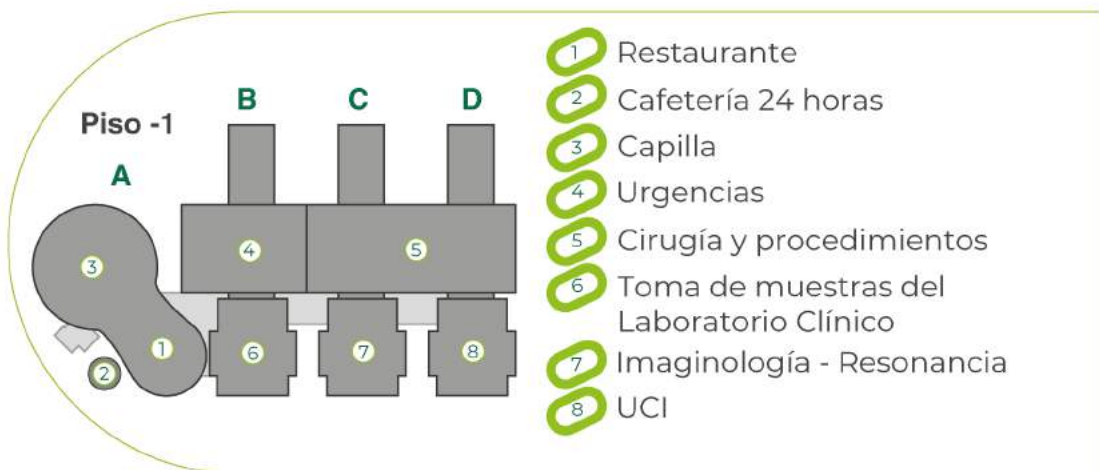 Piso -1
A
B
C
D
3
1
2
4
5
6
7
8
1 Restaurante
2 Cafetería 24 horas
3 Capilla
4 Urgencias
5 Cirugía y procedimientos
6 Toma de muestras del
Laboratorio Clínico
7 Imaginología - Resonancia
8 UCI